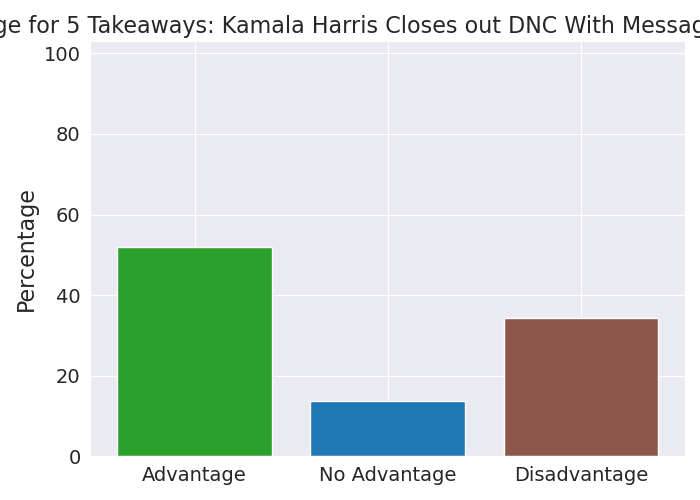 ge for 5 Takeaways: Kamala Harris Closes out DNC With Messag
100
80
60
40
20
0
Percentage
Advantage
No Advantage
Disadvantage